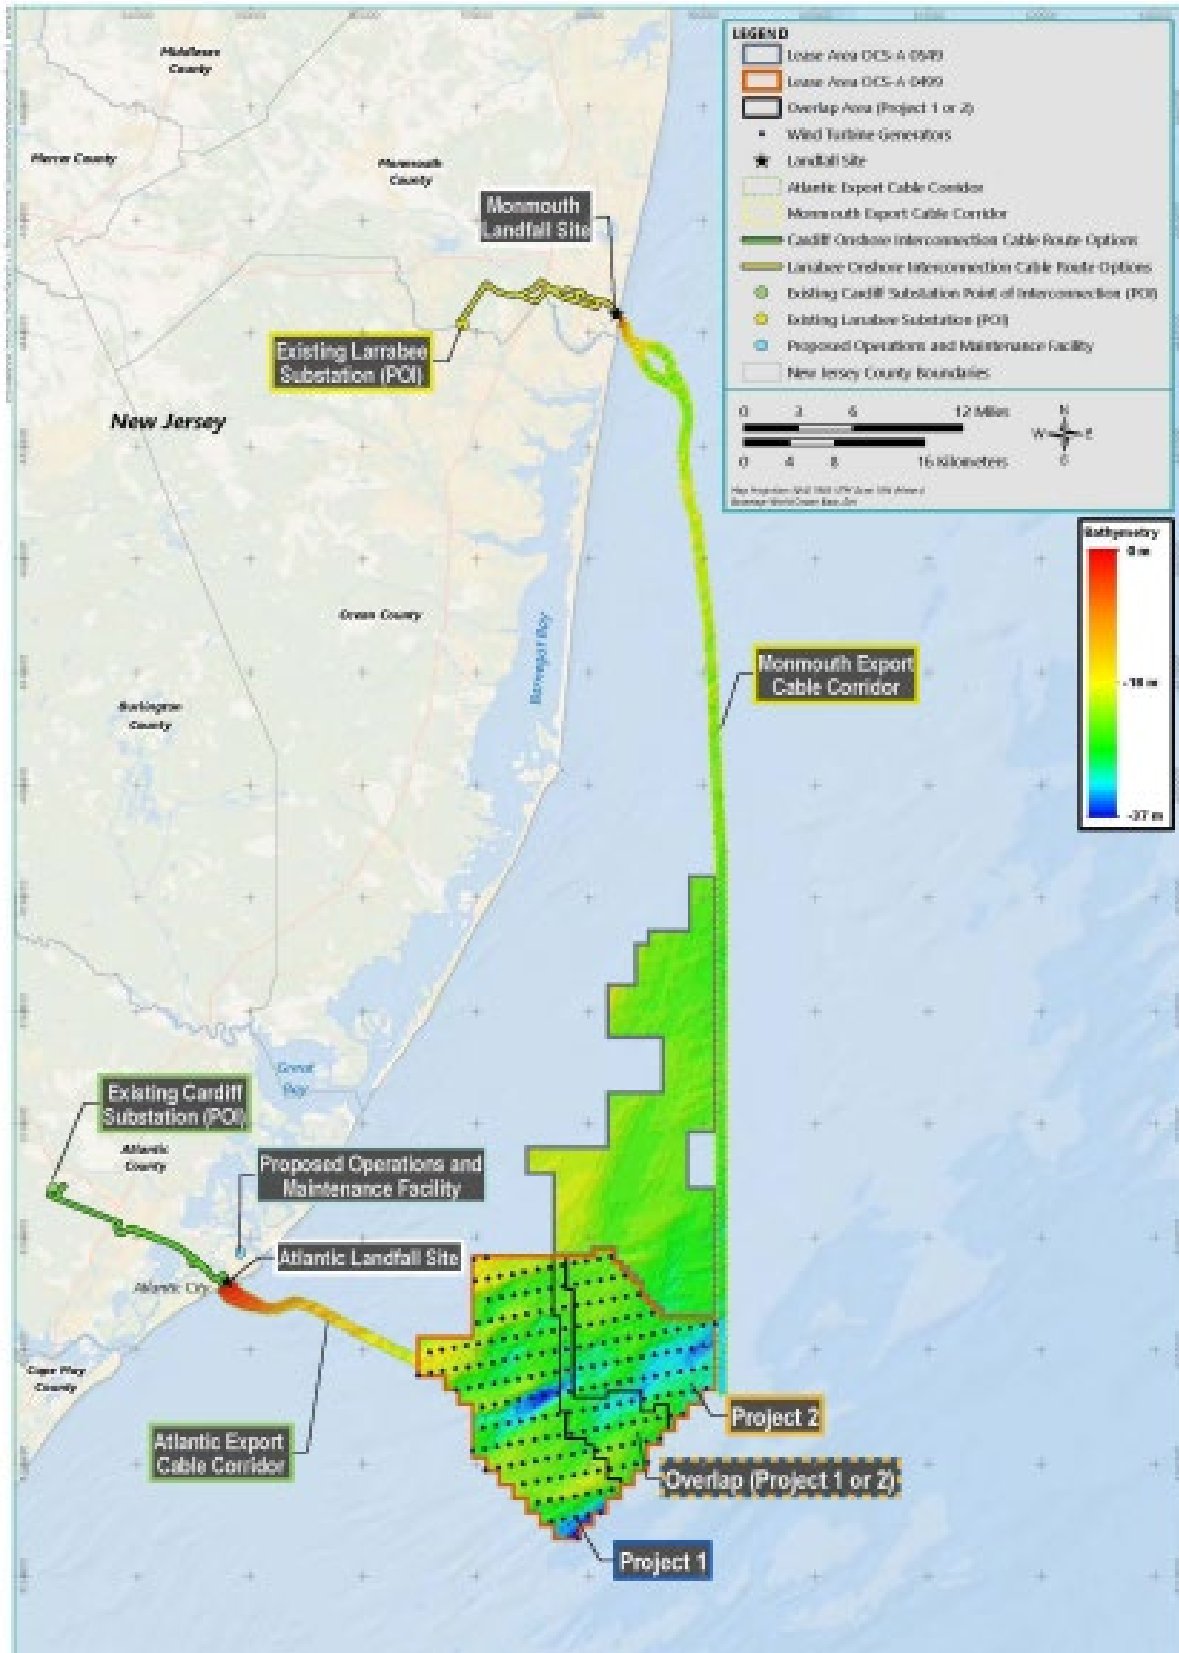 Middlesex
County
Mercer County
Monmouth
County
Monmouth
Landfall Site
Existing Larrabee
Substation (POI)
New Jersey
Ocean County
Barnegat Bay
Burlington
County
Monmouth Export
Cable Corridor
Great
Bay
Existing Cardiff
Substation (POI)
Atlantic
County
Proposed Operations and
Maintenance Facility
Atlantic Landfall Site
Atlantic City
Cape May
County
Atlantic Export
Cable Corridor
Project 2
Overlap (Project 1 or 2)
Project 1
LEGEND
Lease Area OCS-A 0549
Lease Area OCS-A 0499
Overlap Area (Project 1 or 2)
Wind Turbine Generators
Landfall Site
Atlantic Export Cable Corridor
Monmouth Export Cable Corridor
Cardiff Onshore Interconnection Cable Route Options
Larrabee Onshore Interconnection Cable Route Options
Existing Cardiff Substation Point of Interconnection (POI)
Existing Larrabee Substation (POI)
Proposed Operations and Maintenance Facility
New Jersey County Boundaries
0 3 6 12 Miles
0 4 8 16 Kilometers
N
W E
S
Bathymetry
0 m
-18 m
-37 m